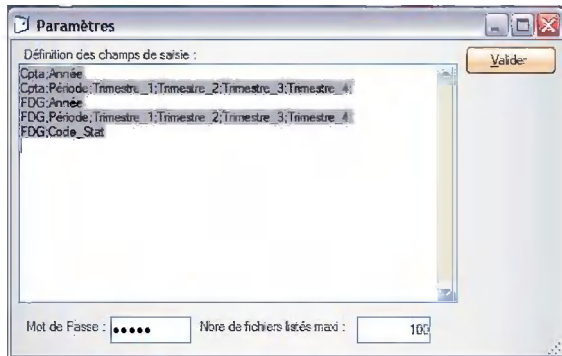 Paramètres
Définition des champs de saisie :
Valider
Cpta;Année
Cpta;Période;Trimestre_1;Trimestre_2;Trimestre_3;Trimestre_4;
FDG;Année
FDG;Période;Trimestre_1;Trimestre_2;Trimestre_3;Trimestre_4;
FDG;Code_Stat
Mot de Passe : •••••
Nbre de fichiers listés maxi : 100